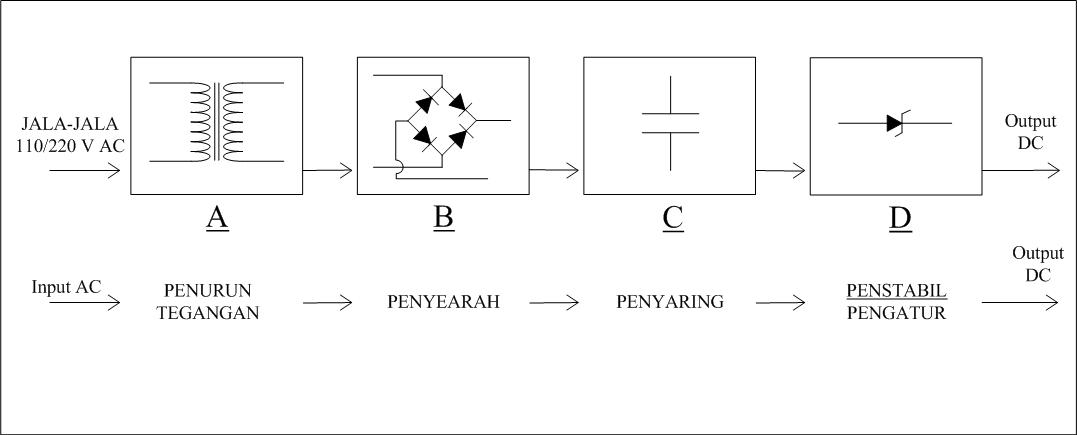 JALA-JALA
110/220 V AC
Output
DC
A
B
C
D
Input AC
PENURUN
TEGANGAN
PENYEARAH
PENYARING
PENSTABIL
PENGATUR
Output
DC